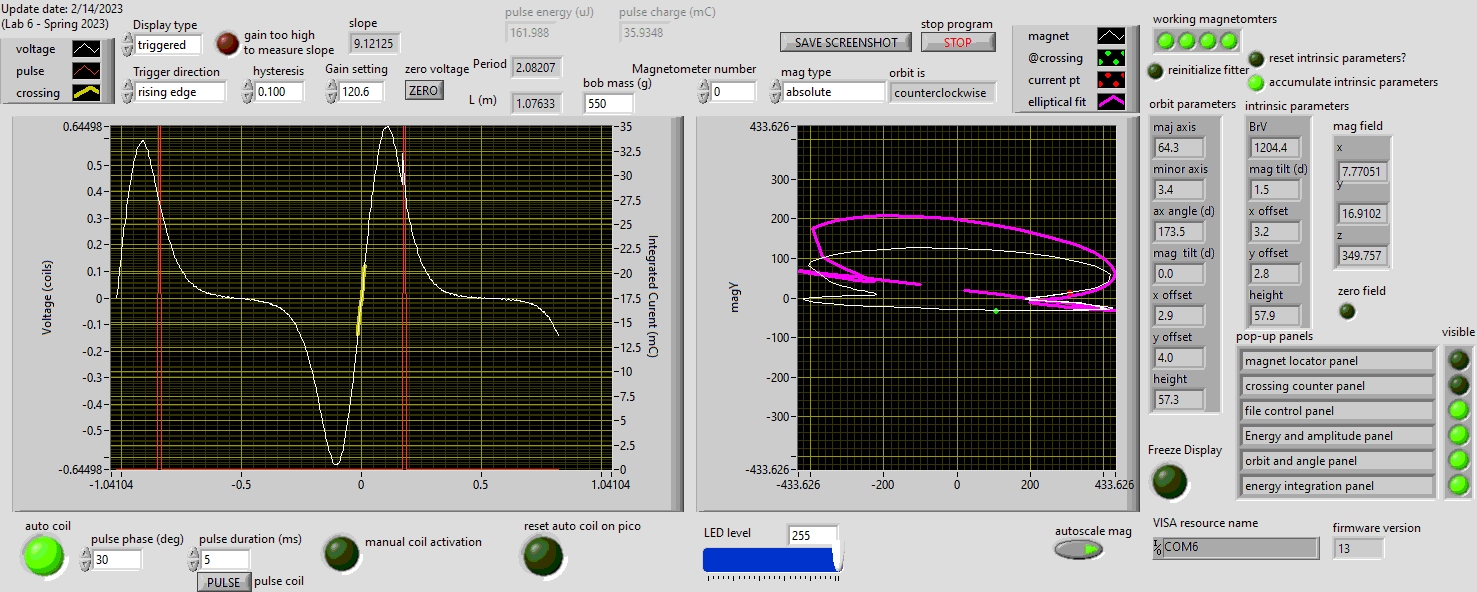 Update date: 2/14/2023
(Lab 6 - Spring 2023)
voltage
pulse
crossing
Display type
triggered
gain too high
to measure slope
slope
9.12125
Trigger direction
rising edge
hysteresis
0.100
Gain setting
120.6
zero voltage
ZERO
pulse energy (uJ)
161.988
pulse charge (mC)
35.9348
Period
2.08207
L (m)
1.07633
bob mass (g)
550
SAVE SCREENSHOT
stop program
STOP
Magnetometer number
0
mag type
absolute
orbit is
counterclockwise
magnet
@crossing
current pt
elliptical fit
working magnetomters
reinitialize fitter
reset intrinsic parameters?
accumulate intrinsic parameters
orbit parameters
maj axis
64.3
minor axis
3.4
ax angle (d)
173.5
mag tilt (d)
0.0
x offset
2.9
y offset
4.0
height
57.3
intrinsic parameters
BrV
1204.4
mag tilt (d)
1.5
x offset
3.2
y offset
2.8
height
57.9
mag field
x
7.77051
y
16.9102
z
349.757
zero field
pop-up panels
visible
magnet locator panel
crossing counter panel
file control panel
Energy and amplitude panel
orbit and angle panel
energy integration panel
Freeze Display
Voltage (coils)
0.64498
0.5
0.4
0.3
0.2
0.1
0
-0.1
-0.2
-0.3
-0.4
-0.5
-0.64498
-1.04104
-0.5
0
0.5
1.04104
35
32.5
30
27.5
25
22.5
20
17.5
15
12.5
10
7.5
5
2.5
0
Integrated Current (mC)
magy
433.626
300
200
100
0
-100
-200
-300
-433.626
-433.626
-200
0
200
433.626
auto coil
pulse phase (deg)
30
pulse duration (ms)
5
PULSE
pulse coil
manual coil activation
reset auto coil on pico
LED level
255
autoscale mag
VISA resource name
COM6
firmware version
13